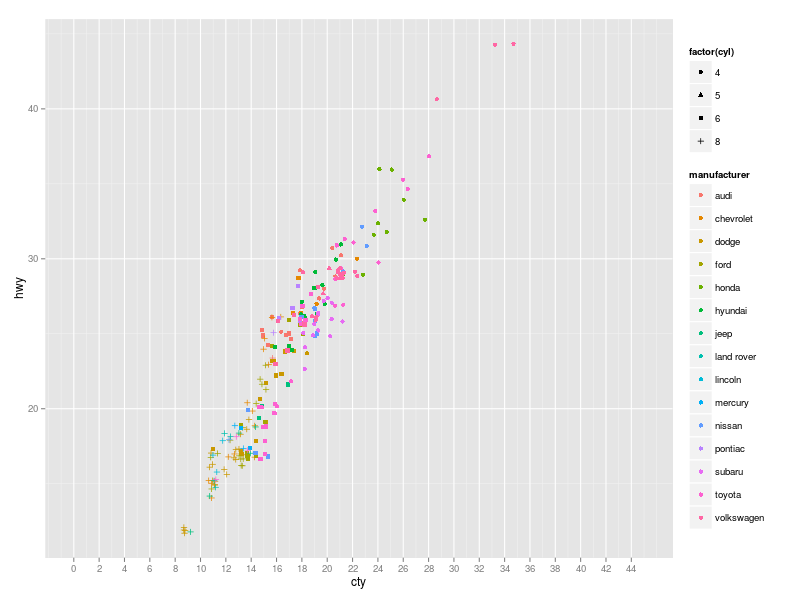 hwy
40
30
20
0 2 4 6 8 10 12 14 16 18 20 22 24 26 28 30 32 34 36 38 40 42 44
cty
factor(cyl)
4
5
6
8
manufacturer
audi
chevrolet
dodge
ford
honda
hyundai
jeep
land rover
lincoln
mercury
nissan
pontiac
subaru
toyota
volkswagen